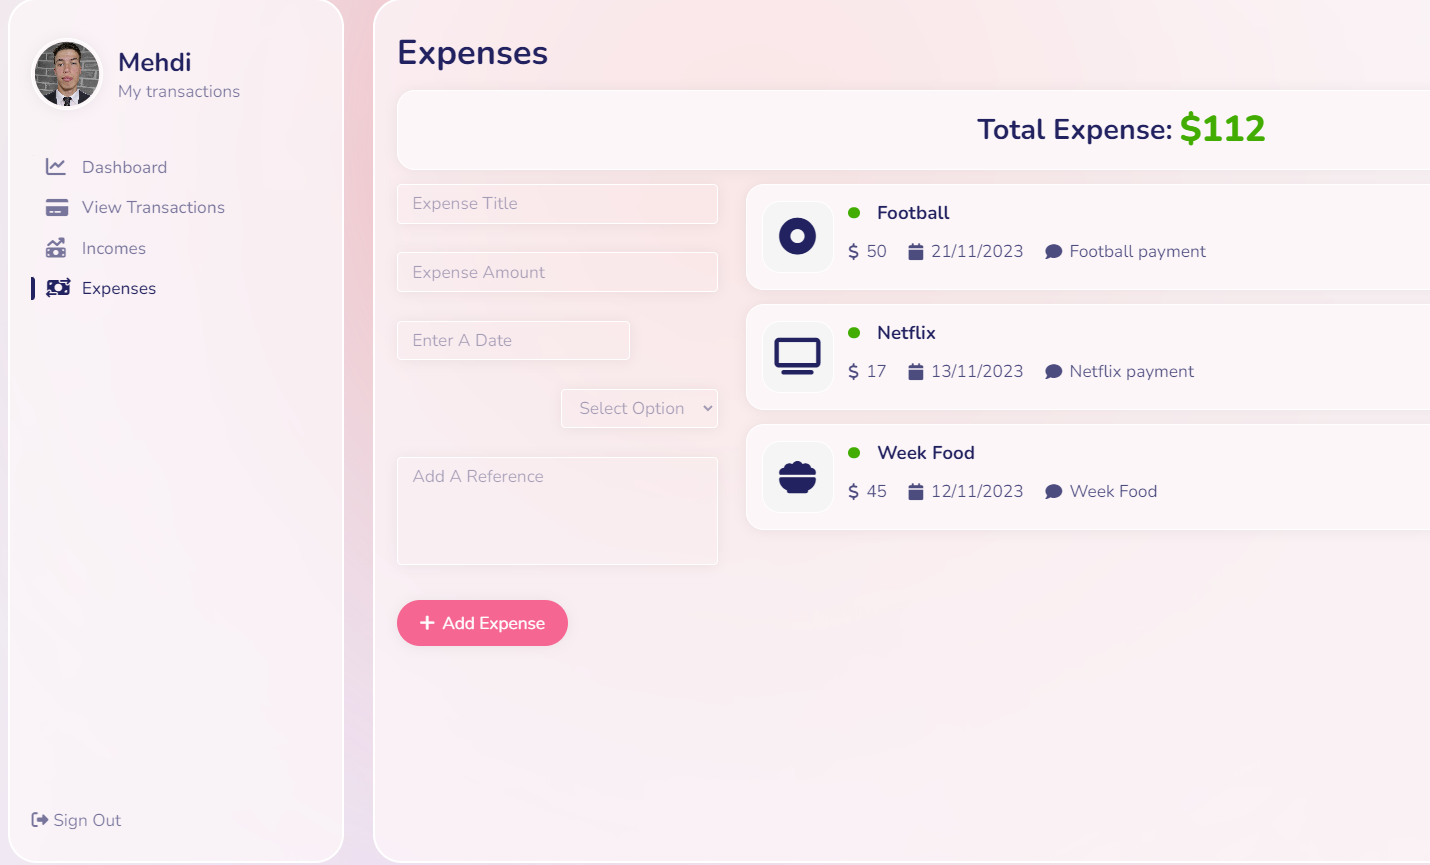 Mehdi
My transactions
Dashboard
View Transactions
Incomes
Expenses
Sign Out
Expenses
Total Expense: $112
Expense Title
Expense Amount
Enter A Date
Select Option
Add A Reference
Add Expense
Football
$ 50 21/11/2023 Football payment
Netflix
$ 17 13/11/2023 Netflix payment
Week Food
$ 45 12/11/2023 Week Food